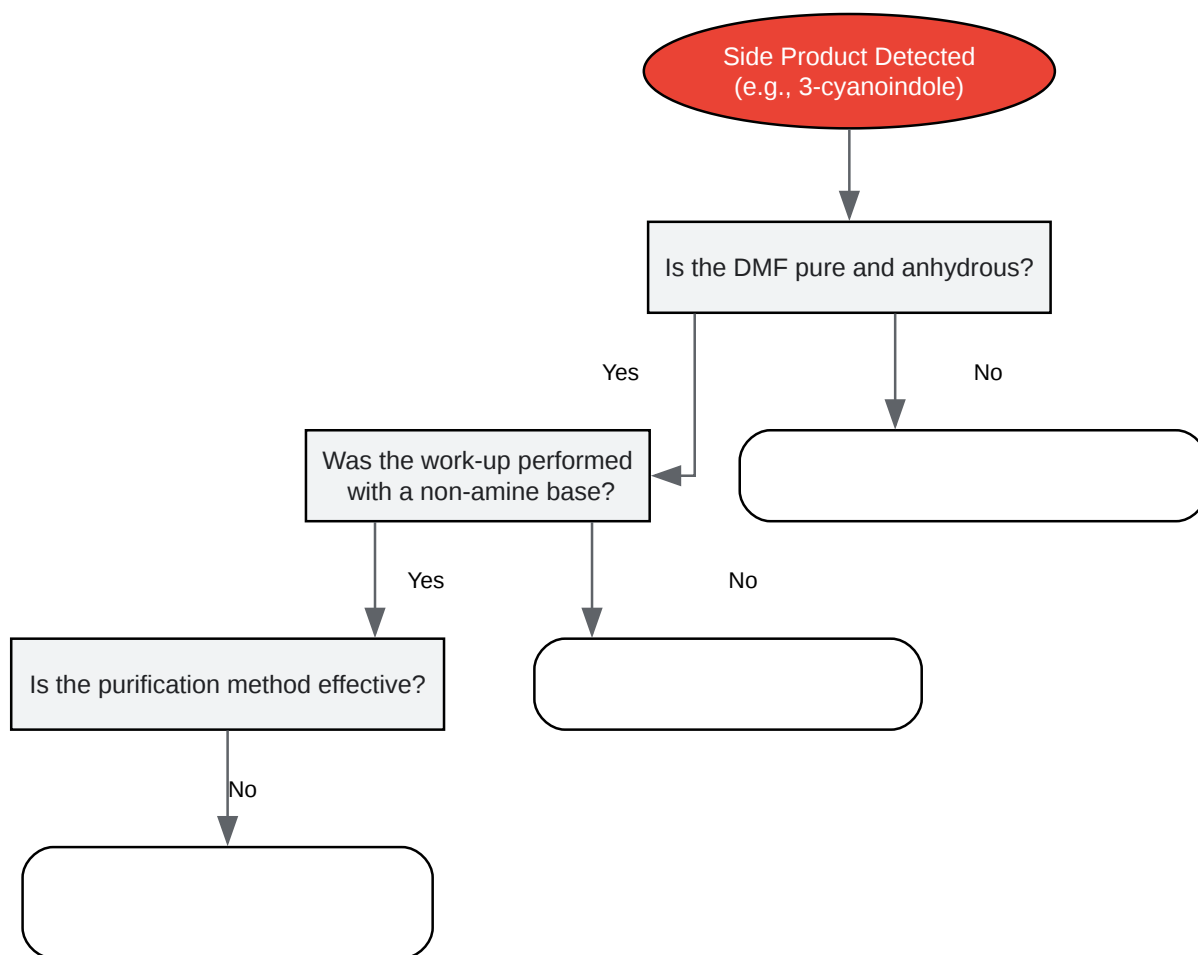 Side Product Detected
(e.g., 3-cyanoindole)
Is the DMF pure and anhydrous?
Yes
No
Was the work-up performed
with a non-amine base?
Yes
No
Is the purification method effective?
No